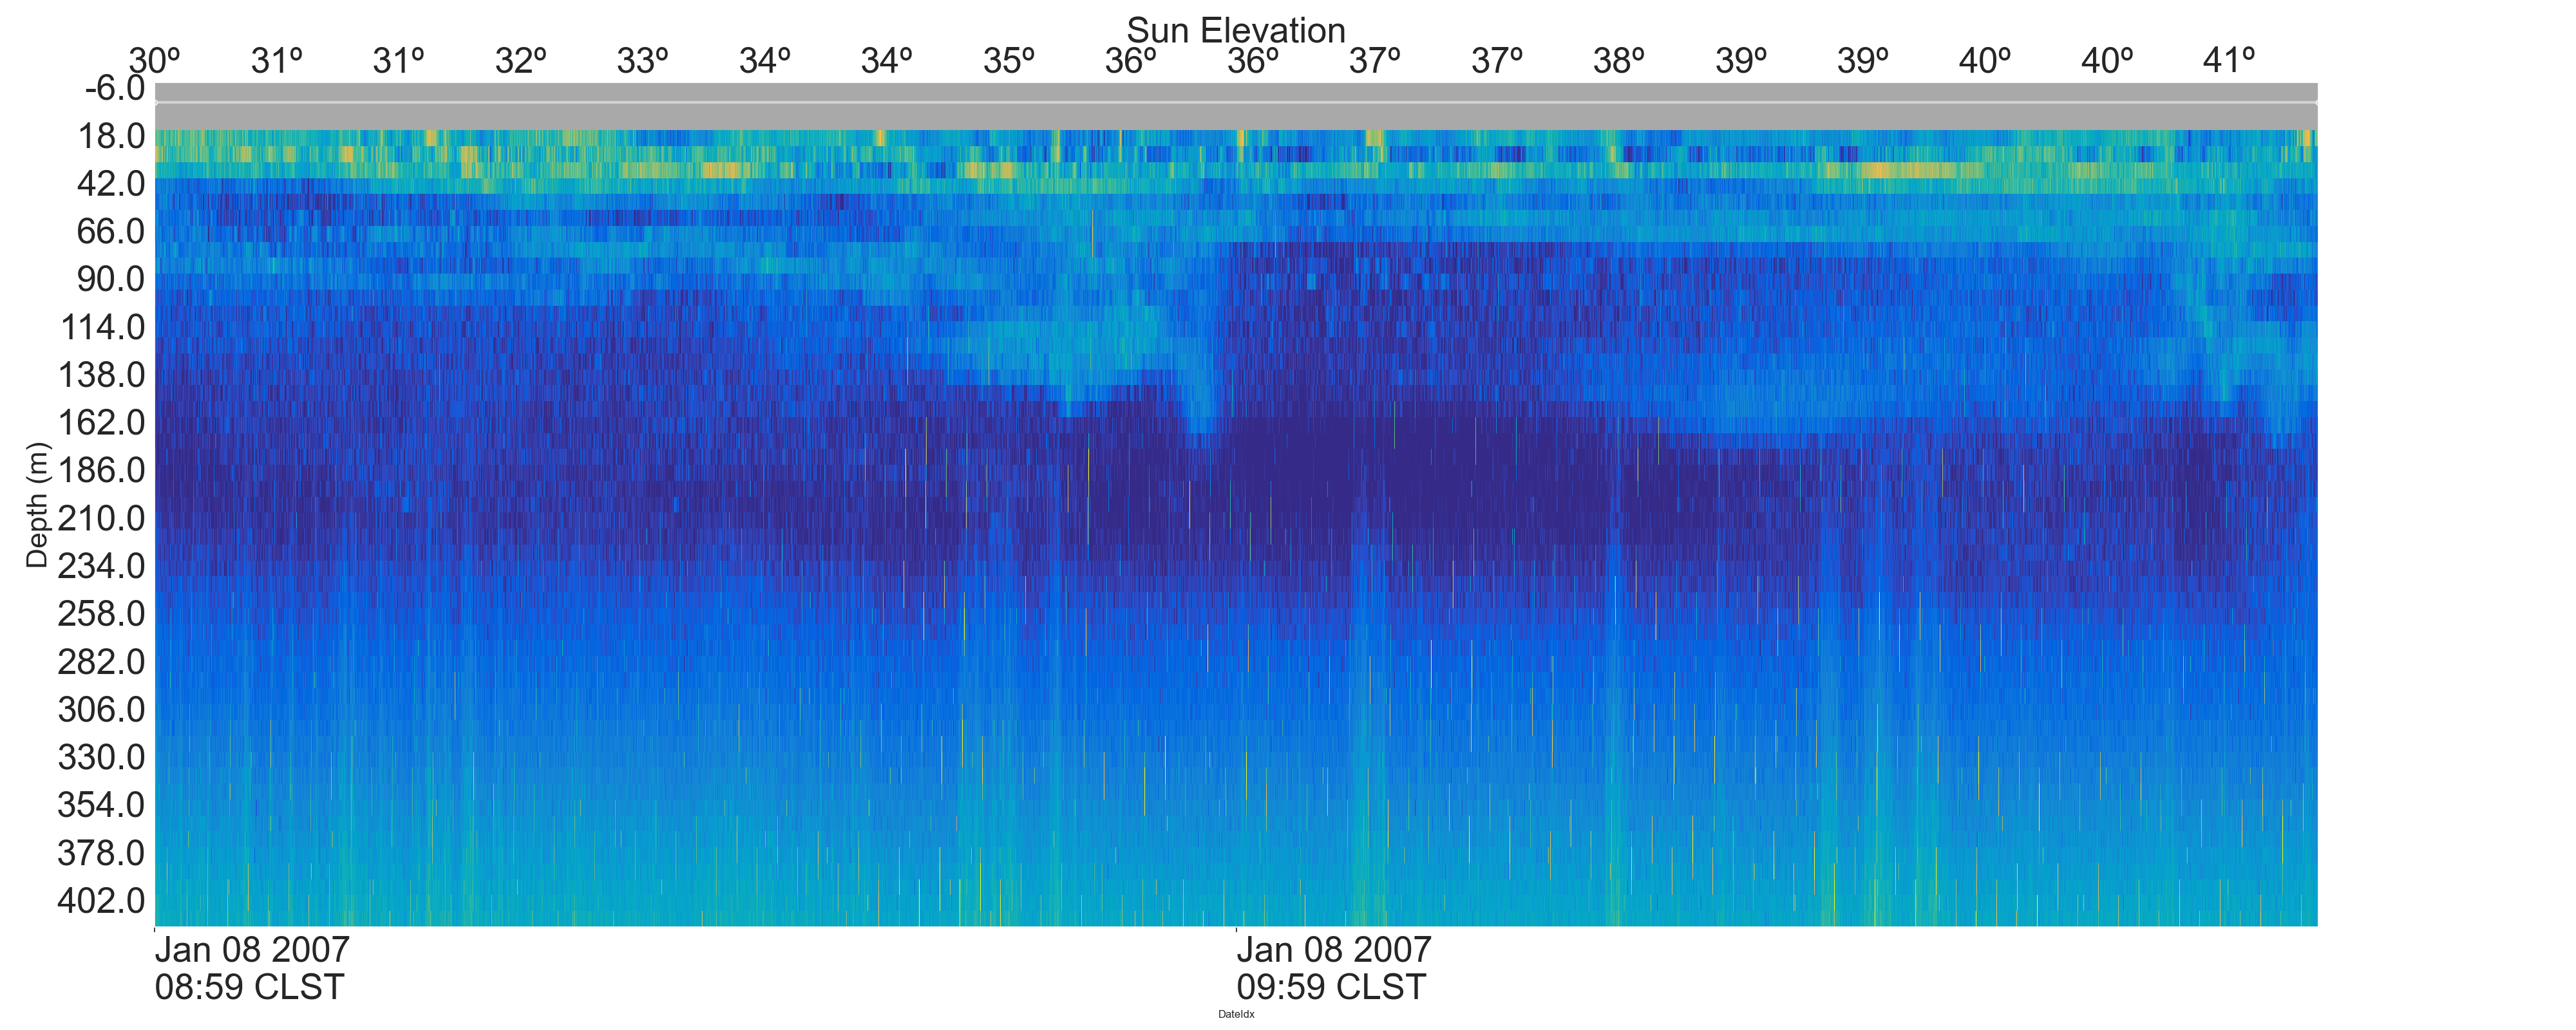 Sun Elevation
30º 31º 31º 32º 33º 34º 34º 35º 36º 36º 37º 37º 38º 39º 39º 40º 40º 41º
-6.0
18.0
42.0
66.0
90.0
114.0
138.0
162.0
186.0
210.0
234.0
258.0
282.0
306.0
330.0
354.0
378.0
402.0
Depth (m)
Jan 08 2007
08:59 CLST
Jan 08 2007
09:59 CLST
DateIdx